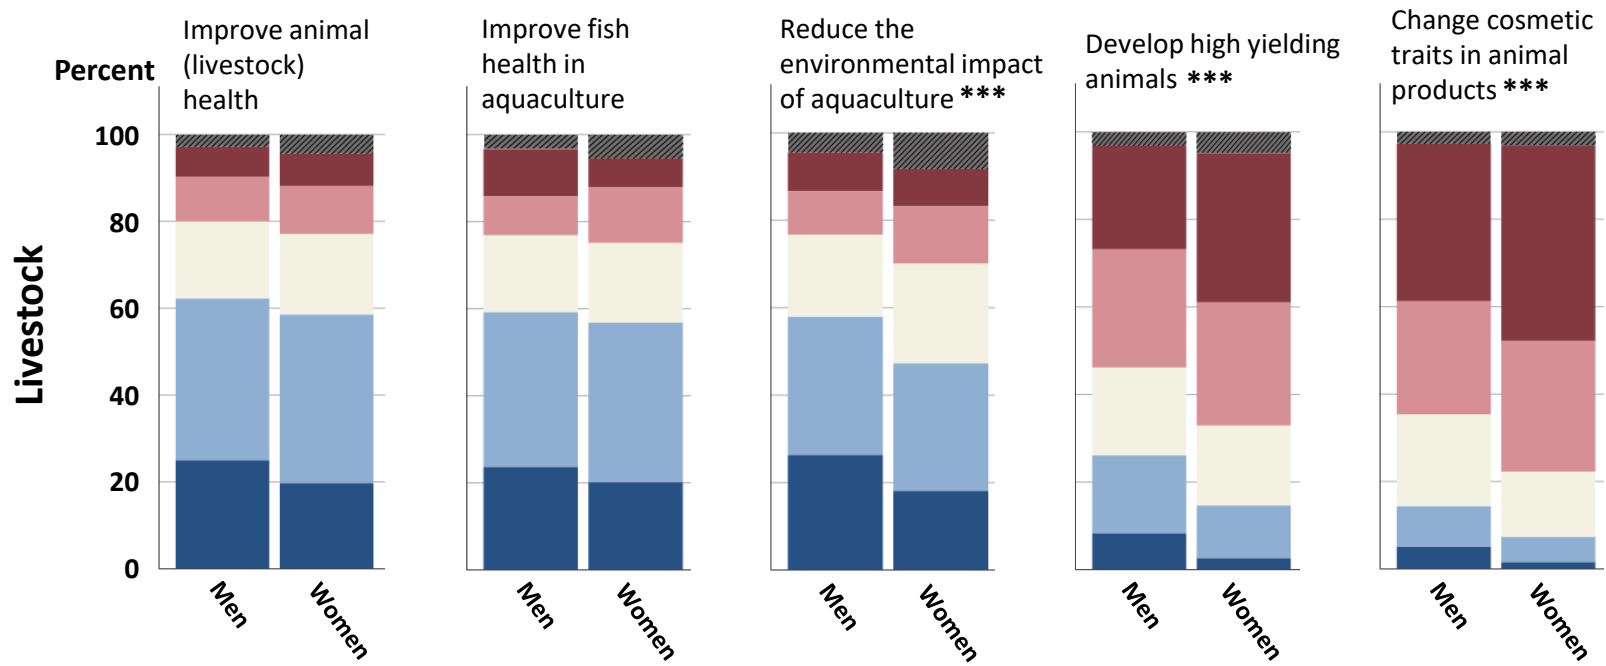 Improve animal
(livestock)
health
Improve fish
health in
aquaculture
Reduce the
environmental impact
of aquaculture ***
Develop high yielding
animals ***
Change cosmetic
traits in animal
products ***
Percent
100
80
60
40
20
0
Livestock
Men
Women
Men
Women
Men
Women
Men
Women
Men
Women